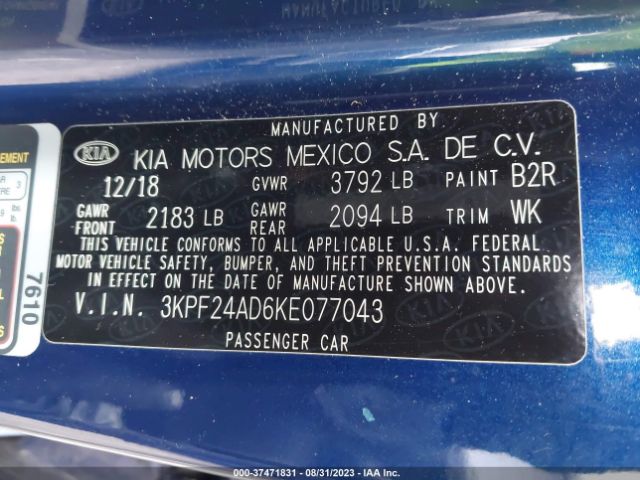 MANUFACTURED BY
KIA KIA MOTORS MEXICO S.A. DE C.V.
12/18 GVWR 3792 LB PAINT B2R
GAWR FRONT 2183 LB GAWR REAR 2094 LB TRIM WK
THIS VEHICLE CONFORMS TO ALL APPLICABLE U.S.A. FEDERAL
MOTOR VEHICLE SAFETY, BUMPER, AND THEFT PREVENTION STANDARDS
IN EFFECT ON THE DATE OF MANUFACTURE SHOWN ABOVE.
V.I.N. 3KPF24AD6KE077043
PASSENGER CAR
7610
000-37471831 - 08/31/2023 - IAA Inc.